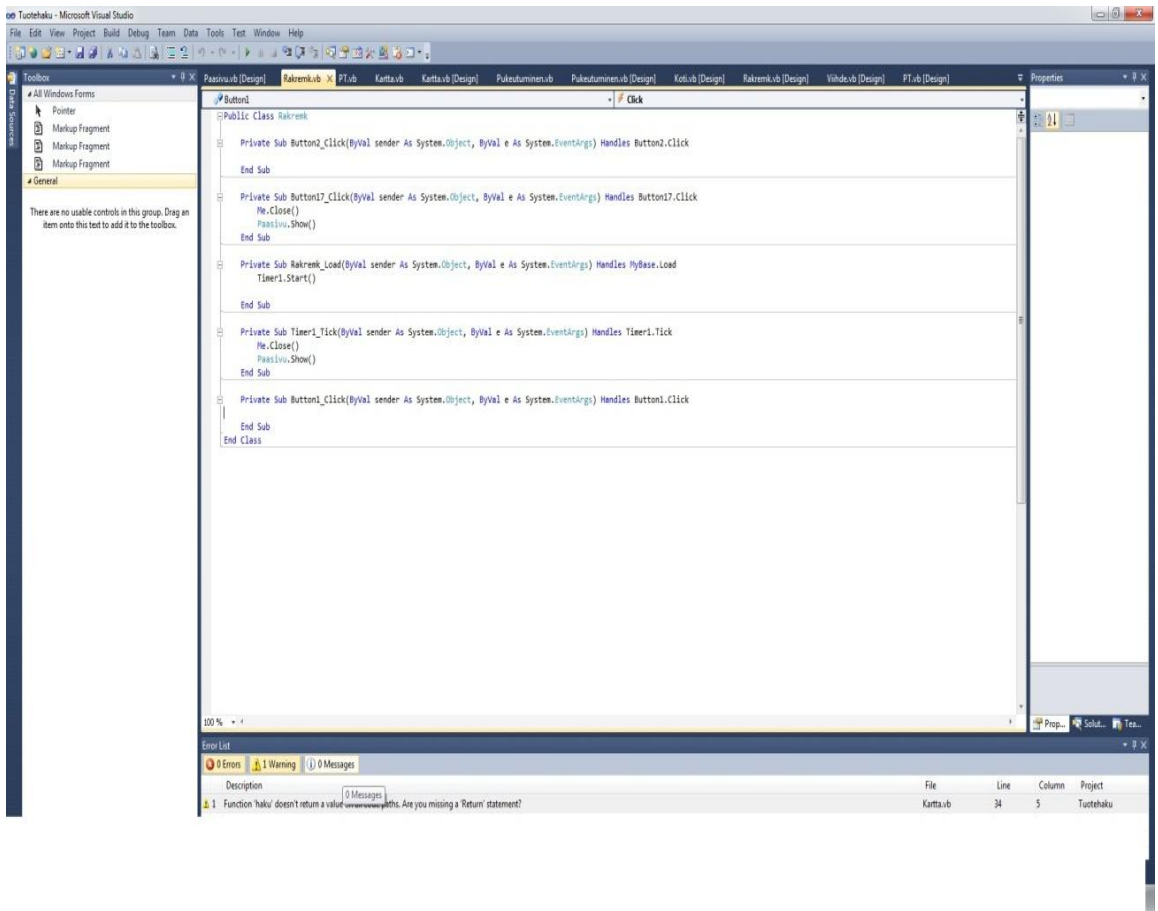 Tuotehaku - Microsoft Visual Studio
File Edit View Project Build Debug Team Data Tools Test Window Help
Data Sources
Toolbox
All Windows Forms
Pointer
Markup Fragment
Markup Fragment
Markup Fragment
General
There are no usable controls in this group. Drag an
item onto this text to add it to the toolbox.
Paasivu.vb [Design] Rakremk.vb X PT.vb Kartta.vb Kartta.vb [Design] Pukeutuminen.vb Pukeutuminen.vb [Design] Koti.vb [Design] Rakremk.vb [Design] Viihde.vb [Design] PT.vb [Design]
Button1 Click
Public Class Rakremk
Private Sub Button2_Click(ByVal sender As System.Object, ByVal e As System.EventArgs) Handles Button2.Click
End Sub
Private Sub Button17_Click(ByVal sender As System.Object, ByVal e As System.EventArgs) Handles Button17.Click
Me.Close()
Paasivu.Show()
End Sub
Private Sub Rakremk_Load(ByVal sender As System.Object, ByVal e As System.EventArgs) Handles MyBase.Load
Timer1.Start()
End Sub
Private Sub Timer1_Tick(ByVal sender As System.Object, ByVal e As System.EventArgs) Handles Timer1.Tick
Me.Close()
Paasivu.Show()
End Sub
Private Sub Button1_Click(ByVal sender As System.Object, ByVal e As System.EventArgs) Handles Button1.Click
End Sub
End Class
100 %
Properties
Prop... Solut... Tea...
Error List
0 Errors 1 Warning 0 Messages
Description File Line Column Project
0 Messages
1 Function 'haku' doesn't return a value paths. Are you missing a 'Return' statement? Kartta.vb 34 5 Tuotehaku